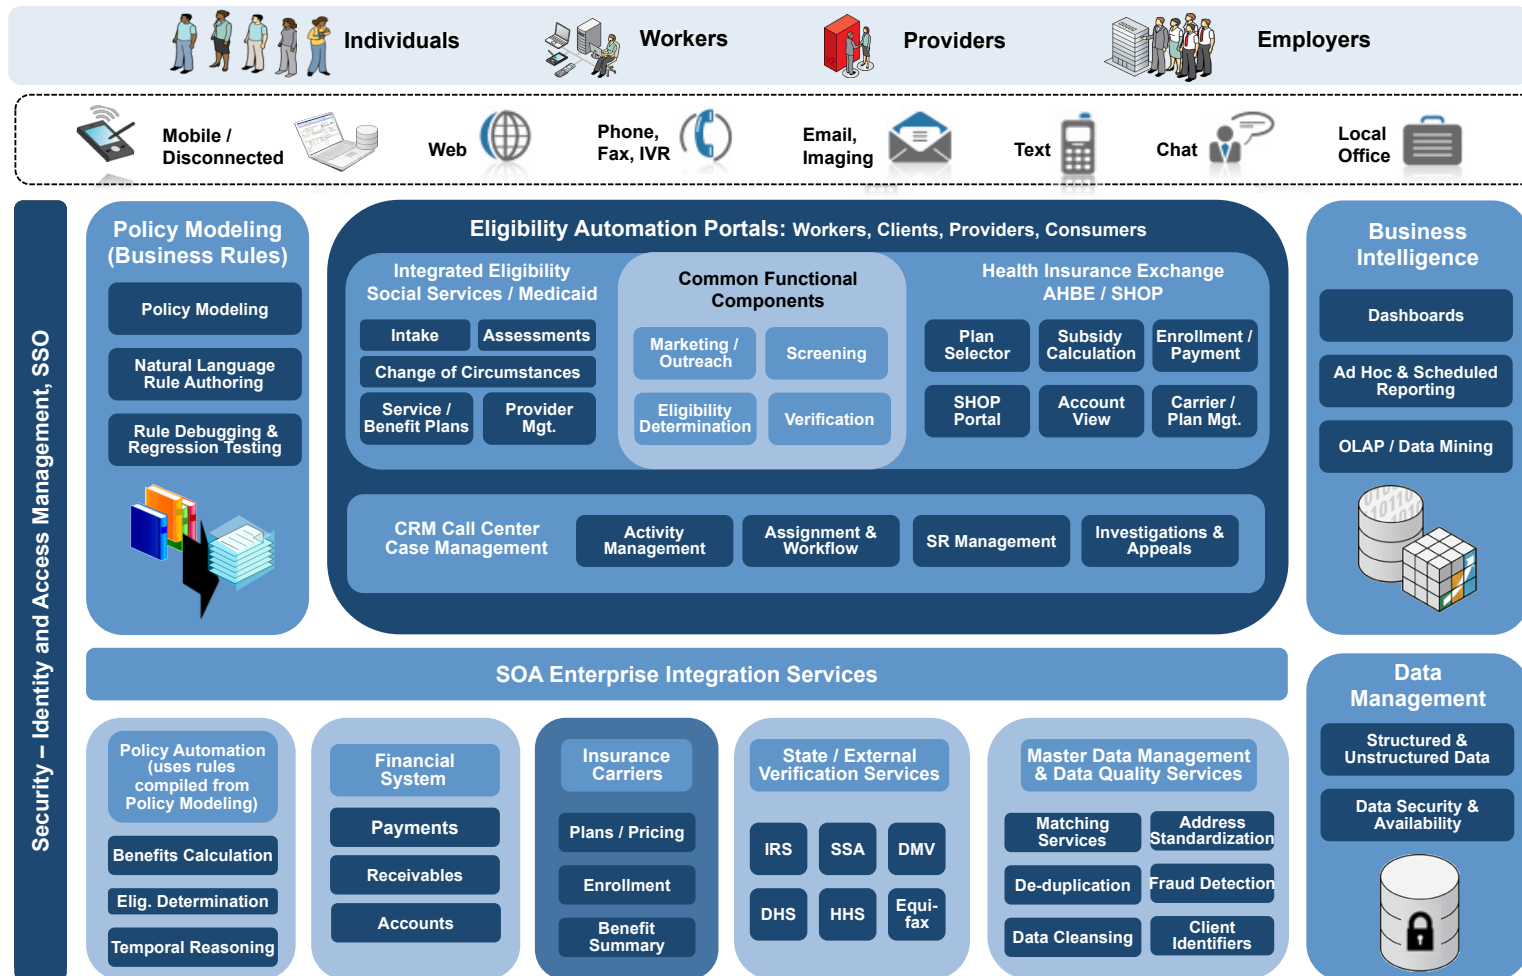 Individuals
Workers
Providers
Employers
Mobile /
Disconnected
Web
Phone,
Fax, IVR
Email,
Imaging
Text
Chat
Local
Office
Security – Identity and Access Management, SSO
Policy Modeling
(Business Rules)
Policy Modeling
Natural Language
Rule Authoring
Rule Debugging &
Regression Testing
Eligibility Automation Portals: Workers, Clients, Providers, Consumers
Integrated Eligibility
Social Services / Medicaid
Intake
Assessments
Change of Circumstances
Service /
Benefit Plans
Provider
Mgt.
Common Functional
Components
Marketing /
Outreach
Screening
Eligibility
Determination
Verification
Health Insurance Exchange
AHBE / SHOP
Plan
Selector
Subsidy
Calculation
Enrollment /
Payment
SHOP
Portal
Account
View
Carrier /
Plan Mgt.
CRM Call Center
Case Management
Activity
Management
Assignment &
Workflow
SR Management
Investigations &
Appeals
Business
Intelligence
Dashboards
Ad Hoc & Scheduled
Reporting
OLAP / Data Mining
SOA Enterprise Integration Services
Policy Automation
(uses rules
compiled from
Policy Modeling)
Benefits Calculation
Elig. Determination
Temporal Reasoning
Financial
System
Payments
Receivables
Accounts
Insurance
Carriers
Plans / Pricing
Enrollment
Benefit
Summary
State / External
Verification Services
IRS
SSA
DMV
DHS
HHS
Equi-
fax
Master Data Management
& Data Quality Services
Matching
Services
Address
Standardization
De-duplication
Fraud Detection
Data Cleansing
Client
Identifiers
Data
Management
Structured &
Unstructured Data
Data Security &
Availability